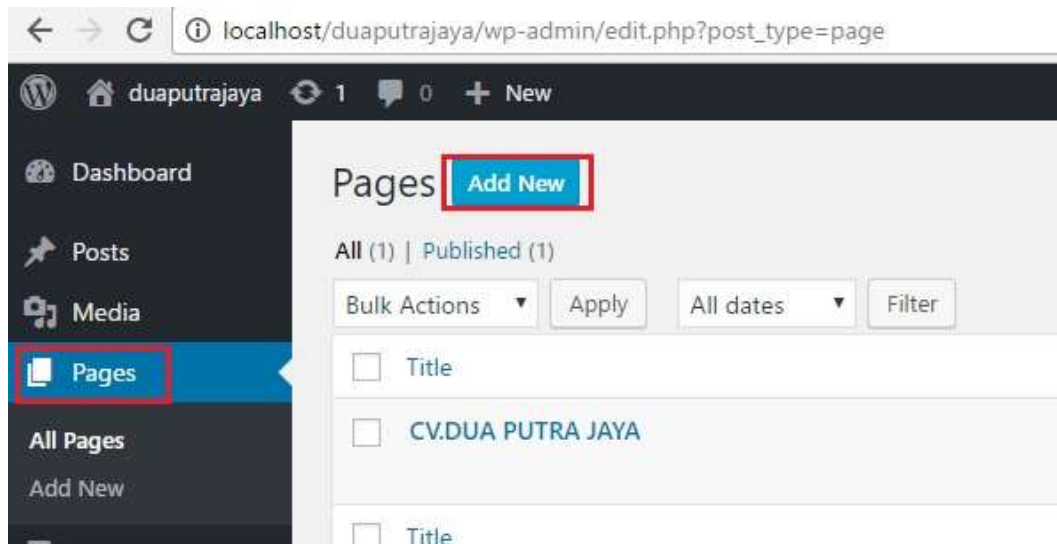 localhost/duaputrajaya/wp-admin/edit.php?post_type=page
duaputrajaya 1 0 + New
Dashboard
Posts
Media
Pages
All Pages
Add New
Pages Add New
All (1) | Published (1)
Bulk Actions Apply All dates Filter
Title
CV.DUA PUTRA JAYA
Title